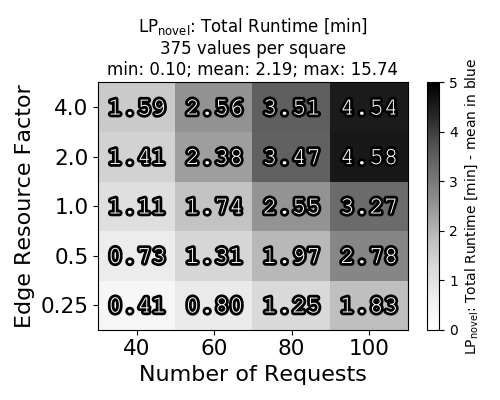 LPnovel: Total Runtime [min]
375 values per square
min: 0.10; mean: 2.19; max: 15.74
Edge Resource Factor
4.0 1.59 2.56 3.51 4.54
2.0 1.41 2.38 3.47 4.58
1.0 1.11 1.74 2.55 3.27
0.5 0.73 1.31 1.97 2.78
0.25 0.41 0.80 1.25 1.83
40 60 80 100
Number of Requests
5
4
3
2
1
0
LPnovel: Total Runtime [min] - mean in blue